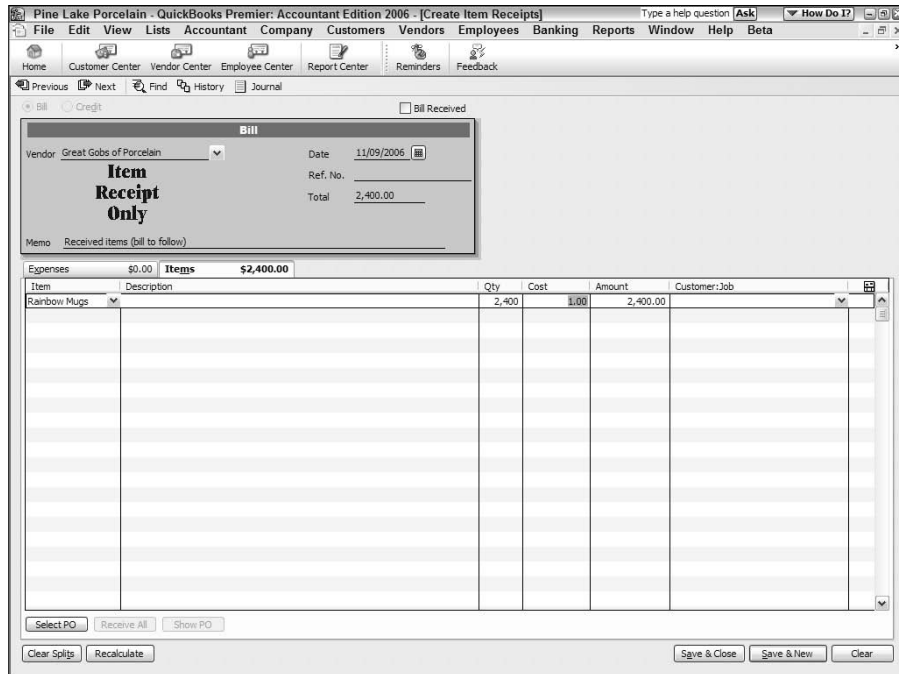 Pine Lake Porcelain - QuickBooks Premier: Accountant Edition 2006 - [Create Item Receipts] Type a help question Ask How Do I?
File Edit View Lists Accountant Company Customers Vendors Employees Banking Reports Window Help Beta
Home Customer Center Vendor Center Employee Center Report Center Reminders Feedback
Previous Next Find History Journal
Bill Credit Bill Received
Bill
Vendor Great Gobs of Porcelain Date 11/09/2006
Item Receipt Only
Ref. No.
Total 2,400.00
Memo Received items (bill to follow)
Expenses $0.00 Items $2,400.00
Item Description Qty Cost Amount Customer:Job
Rainbow Mugs 2,400 1.00 2,400.00
Select PO Receive All Show PO
Clear Splits Recalculate Save & Close Save & New Clear